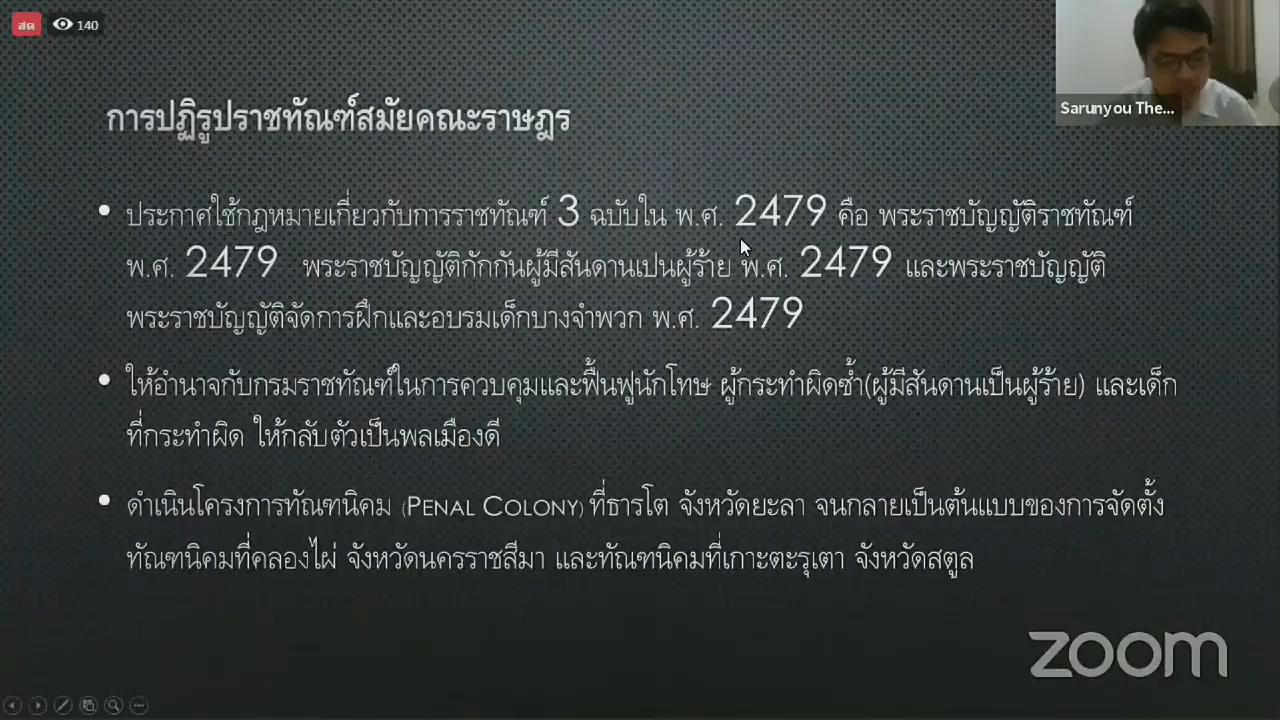 สด 140
Sarunyou The...
การปฏิรูปราชทัณฑ์สมัยคณะราษฎร
• ประกาศใช้กฎหมายเกี่ยวกับการราชทัณฑ์ 3 ฉบับใน พ.ศ. 2479 คือ พระราชบัญญัติราชทัณฑ์
พ.ศ. 2479 พระราชบัญญัติกักกันผู้มีสันดานเปนผู้ร้าย พ.ศ. 2479 และพระราชบัญญัติ
พระราชบัญญัติจัดการฝึกและอบรมเด็กบางจำพวก พ.ศ. 2479
• ให้อำนาจกับกรมราชทัณฑ์ในการควบคุมและฟื้นฟูนักโทษ ผู้กระทำผิดซ้ำ(ผู้มีสันดานเป็นผู้ร้าย) และเด็ก
ที่กระทำผิด ให้กลับตัวเป็นพลเมืองดี
• ดำเนินโครงการทัณฑนิคม (PENAL COLONY) ที่ธารโต จังหวัดยะลา จนกลายเป็นต้นแบบของการจัดตั้ง
ทัณฑนิคมที่คลองไผ่ จังหวัดนครราชสีมา และทัณฑนิคมที่เกาะตะรุเตา จังหวัดสตูล
zoom